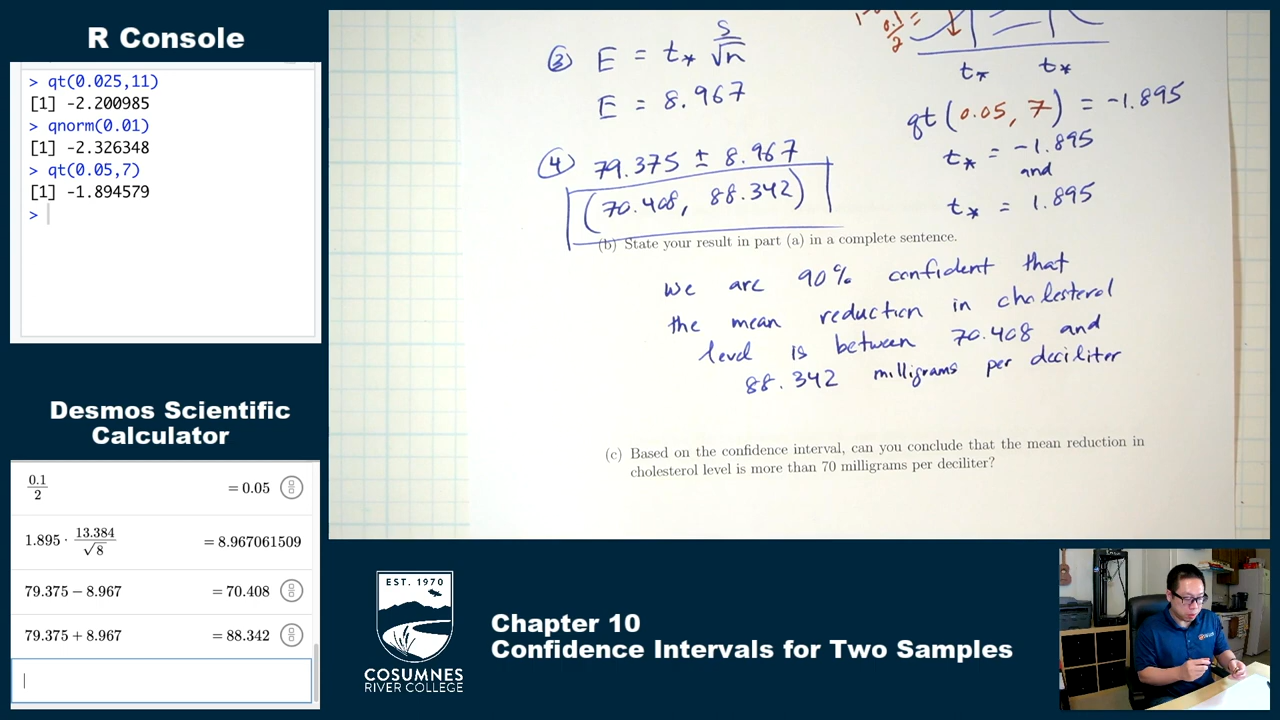 R Console
> qt(0.025,11)
[1] -2.200985
> qnorm(0.01)
[1] -2.326348
> qt(0.05,7)
[1] -1.894579
>
Desmos Scientific
Calculator
0.1
2
= 0.05
1.895 · 13.384
√8
= 8.967061509
79.375 − 8.967
= 70.408
79.375 + 8.967
= 88.342
③ E = t* s
√n
E = 8.967
④ 79.375 ± 8.967
(70.408, 88.342)
0.1
2
t* t*
qt(0.05, 7) = -1.895
t* = -1.895
and
t* = 1.895
(b) State your result in part (a) in a complete sentence.
We are 90% confident that
the mean reduction in cholesterol
level is between 70.408 and
88.342 milligrams per deciliter
(c) Based on the confidence interval, can you conclude that the mean reduction in
cholesterol level is more than 70 milligrams per deciliter?
EST. 1970
COSUMNES
RIVER COLLEGE
Chapter 10
Confidence Intervals for Two Samples